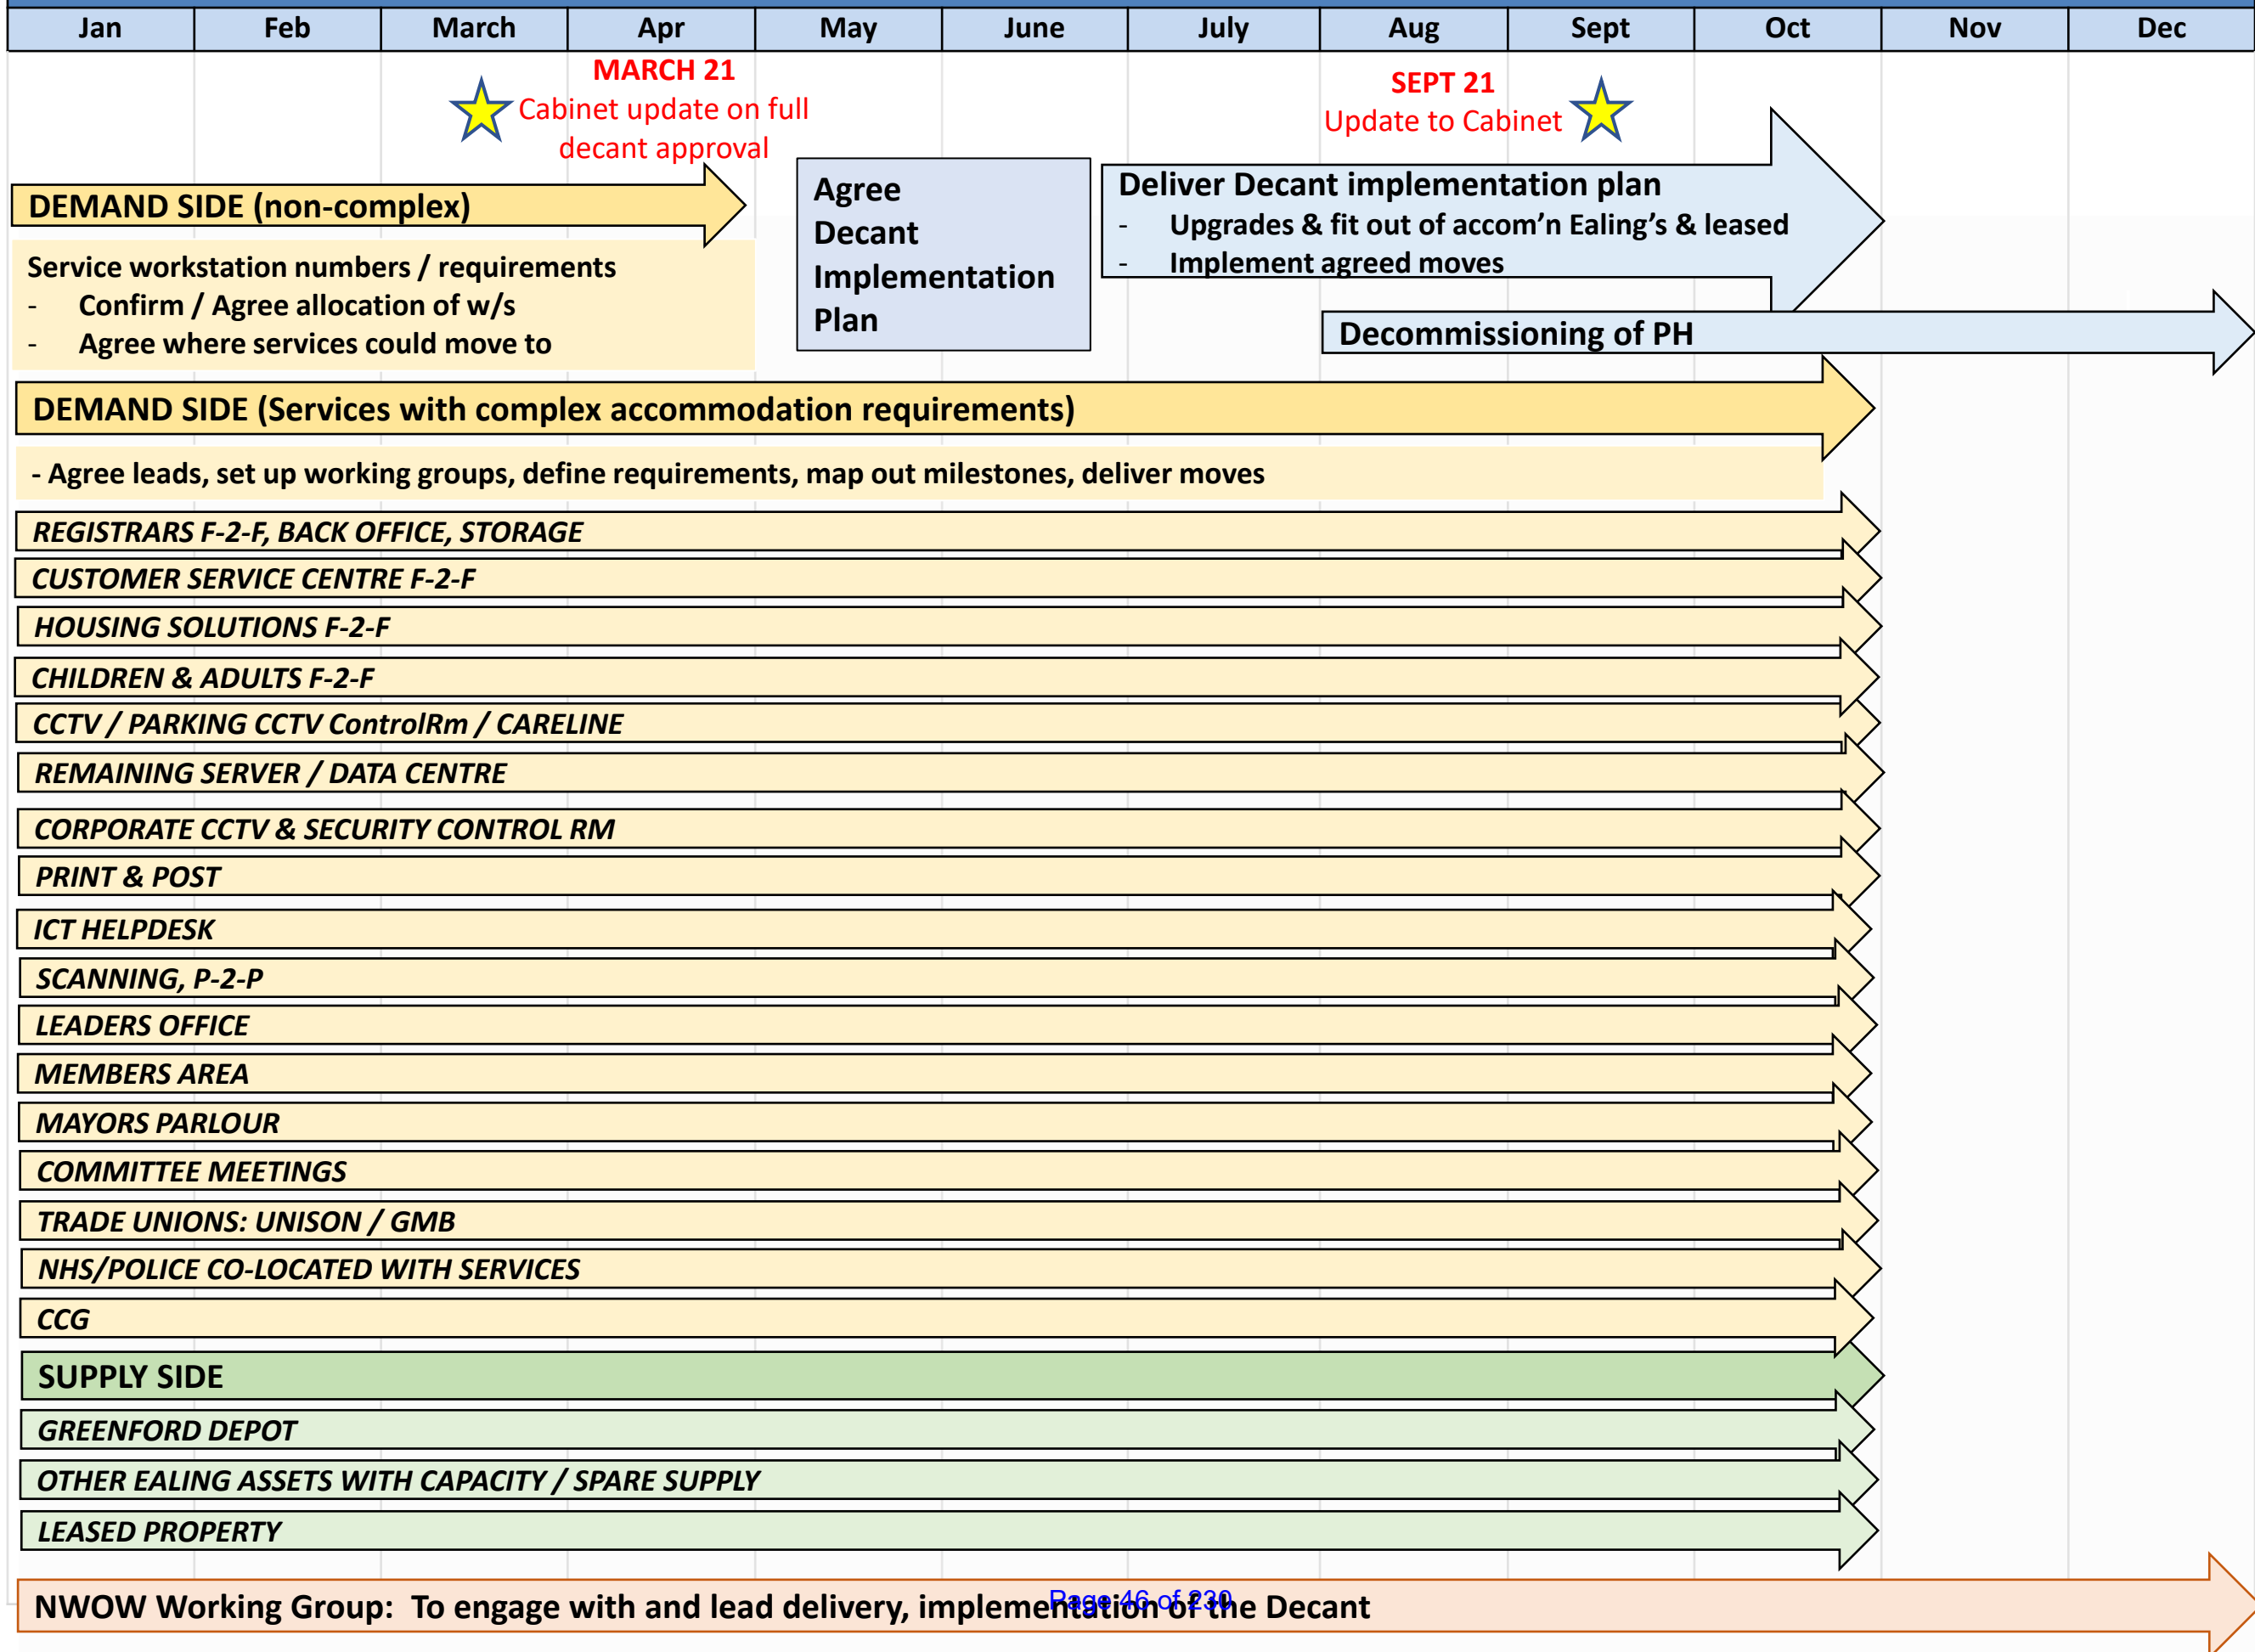 Jan Feb March Apr May June July Aug Sept Oct Nov Dec
MARCH 21
Cabinet update on full
decant approval
SEPT 21
Update to Cabinet
DEMAND SIDE (non-complex)
Service workstation numbers / requirements
- Confirm / Agree allocation of w/s
- Agree where services could move to
Agree
Decant
Implementation
Plan
Deliver Decant implementation plan
- Upgrades & fit out of accom'n Ealing’s & leased
- Implement agreed moves
Decommissioning of PH
DEMAND SIDE (Services with complex accommodation requirements)
- Agree leads, set up working groups, define requirements, map out milestones, deliver moves
REGISTRARS F-2-F, BACK OFFICE, STORAGE
CUSTOMER SERVICE CENTRE F-2-F
HOUSING SOLUTIONS F-2-F
CHILDREN & ADULTS F-2-F
CCTV / PARKING CCTV ControlRm / CARELINE
REMAINING SERVER / DATA CENTRE
CORPORATE CCTV & SECURITY CONTROL RM
PRINT & POST
ICT HELPDESK
SCANNING, P-2-P
LEADERS OFFICE
MEMBERS AREA
MAYORS PARLOUR
COMMITTEE MEETINGS
TRADE UNIONS: UNISON / GMB
NHS/POLICE CO-LOCATED WITH SERVICES
CCG
SUPPLY SIDE
GREENFORD DEPOT
OTHER EALING ASSETS WITH CAPACITY / SPARE SUPPLY
LEASED PROPERTY
NWOW Working Group: To engage with and lead delivery, implementation of the Decant
Page 46 of 230